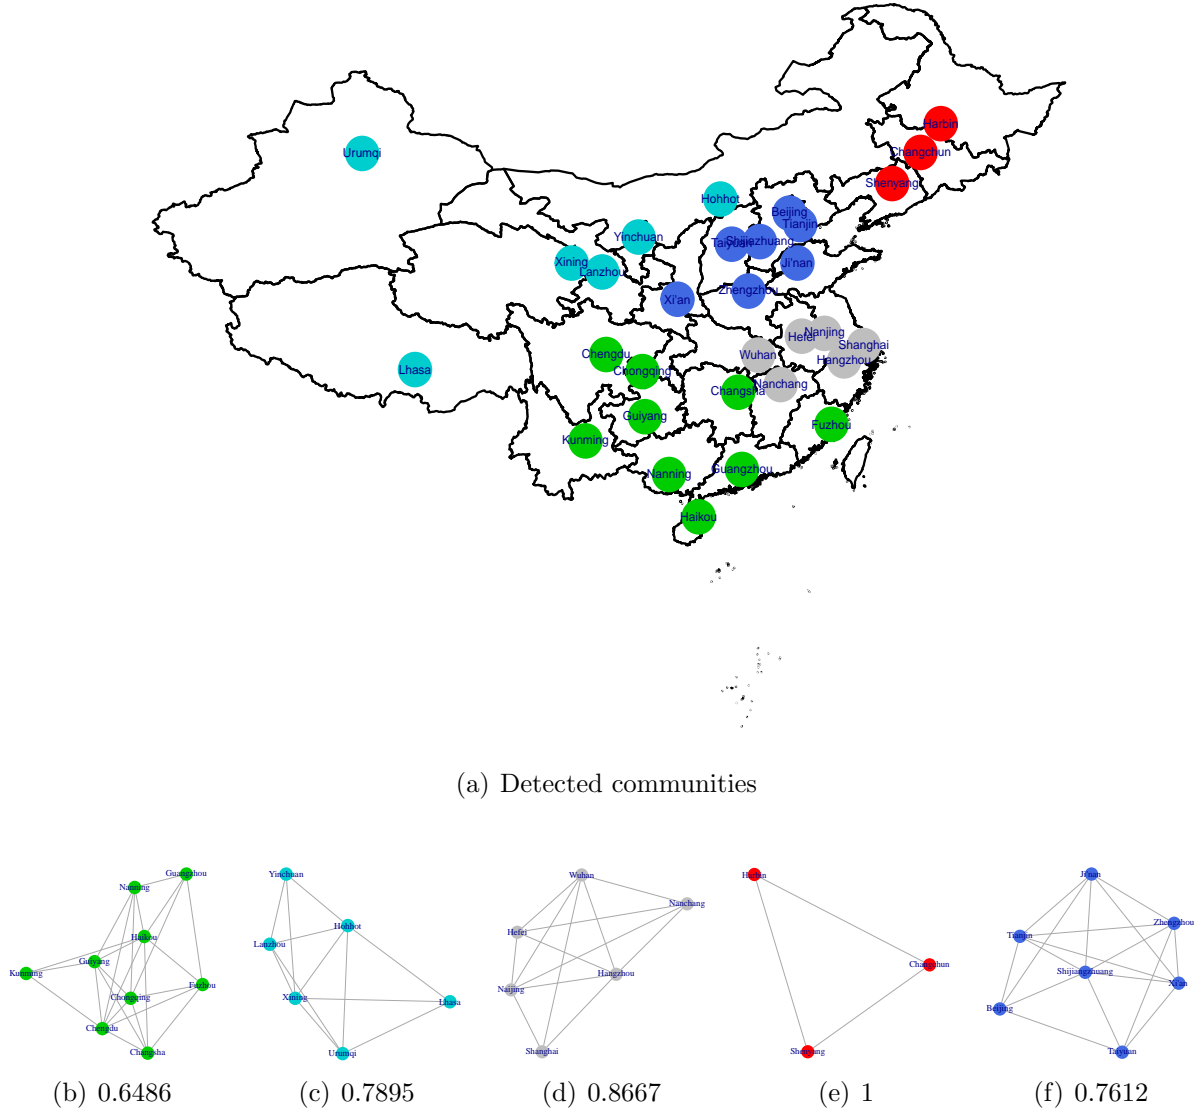 Harbin
Changchun
Urumqi
Shenyang
Hohhot
Beijing
Tianjin
Yinchuan
Taiyuan
Shijiazhuang
Xining
Lanzhou
Ji'nan
Zhengzhou
Xi'an
Nanjing
Hefei
Shanghai
Chengdu
Wuhan
Hangzhou
Lhasa
Chongqing
Nanchang
Changsha
Guiyang
Fuzhou
Kunming
Guangzhou
Nanning
Haikou
(a) Detected communities
Guangzhou
Nanning
Haikou
Guiyang
Kunming
Fuzhou
Chongqing
Chengdu
Changsha
Yinchuan
Hohhot
Lanzhou
Xining
Lhasa
Urumqi
Wuhan
Nanchang
Hefei
Hangzhou
Naijing
Shanghai
Harbin
Changchun
Shenyang
Ji'nan
Zhengzhou
Tianjin
Shijiangzhuang
Xi'an
Beijing
Taiyuan
(b) 0.6486
(c) 0.7895
(d) 0.8667
(e) 1
(f) 0.7612